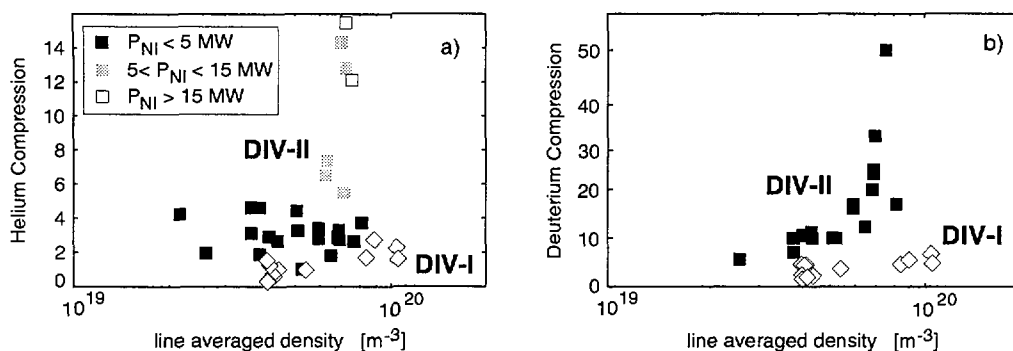 14
12
10
8
6
4
2
0
Helium Compression
P_NI < 5 MW
5< P_NI < 15 MW
P_NI > 15 MW
a)
DIV-II
DIV-I
10^19
10^20
line averaged density [m^-3]
50
40
30
20
10
0
Deuterium Compression
b)
DIV-II
DIV-I
10^19
10^20
line averaged density [m^-3]